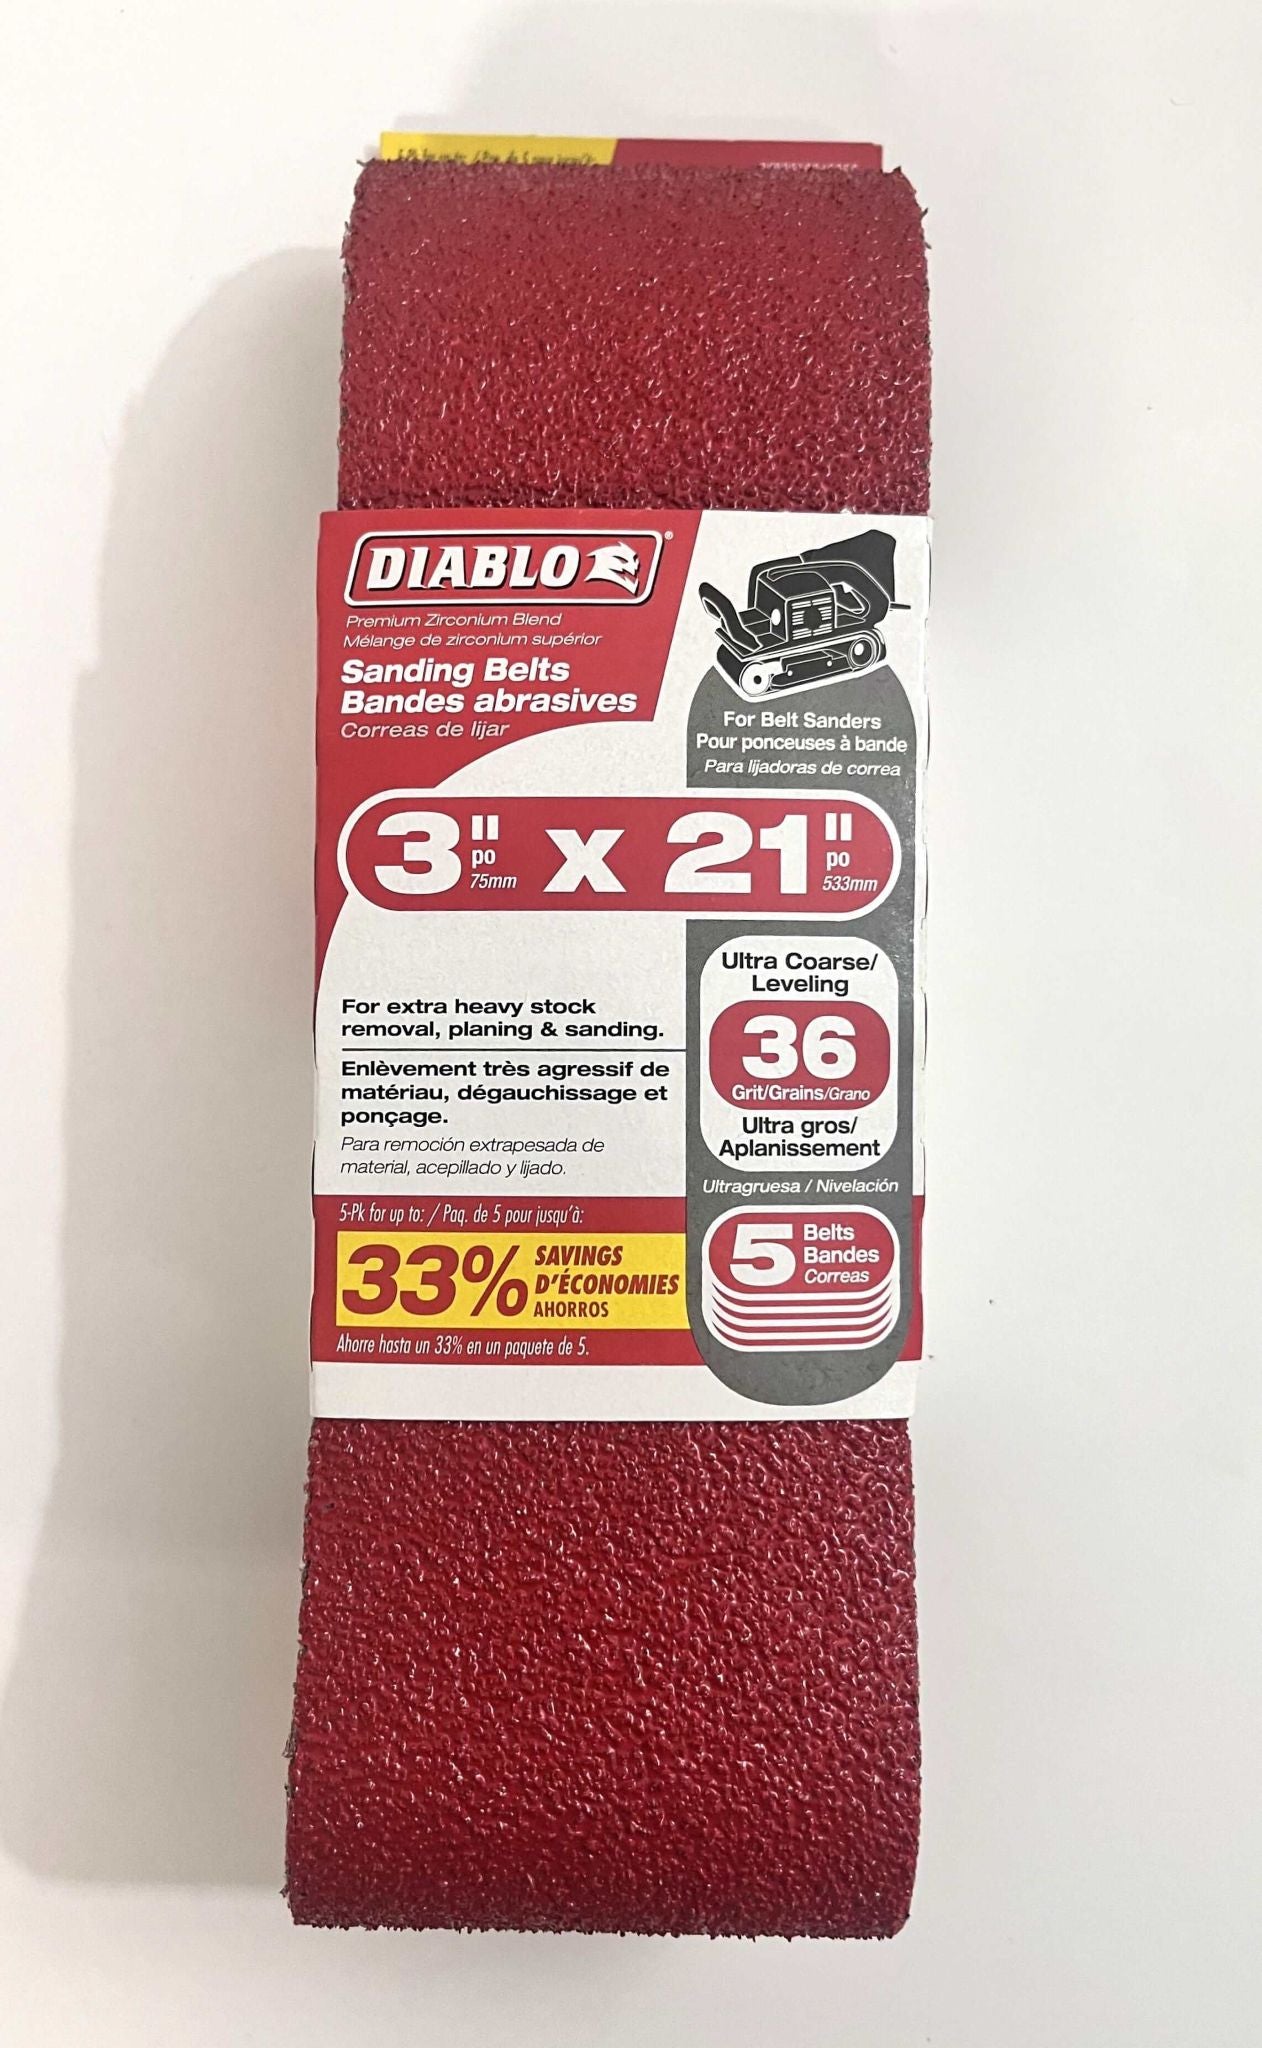 DIABLO®
Premium Zirconium Blend
Mélange de zirconium supérior
Sanding Belts
Bandes abrasives
Correas de lijar
For Belt Sanders
Pour ponceuses à bande
Para lijadoras de correa
3" po 75mm x 21" po 533mm
For extra heavy stock
removal, planing & sanding.
Enlèvement très agressif de
matériau, dégauchissage et
ponçage.
Para remoción extrapesada de
material, acepillado y lijado.
Ultra Coarse/
Leveling
36
Grit/Grains/Grano
Ultra gros/
Aplanissement
Ultragruesa / Nivelación
5-Pk for up to: / Paq. de 5 pour jusqu'à:
33% SAVINGS
D'ÉCONOMIES
AHORROS
Ahorre hasta un 33% en un paquete de 5.
5 Belts
Bandes
Correas